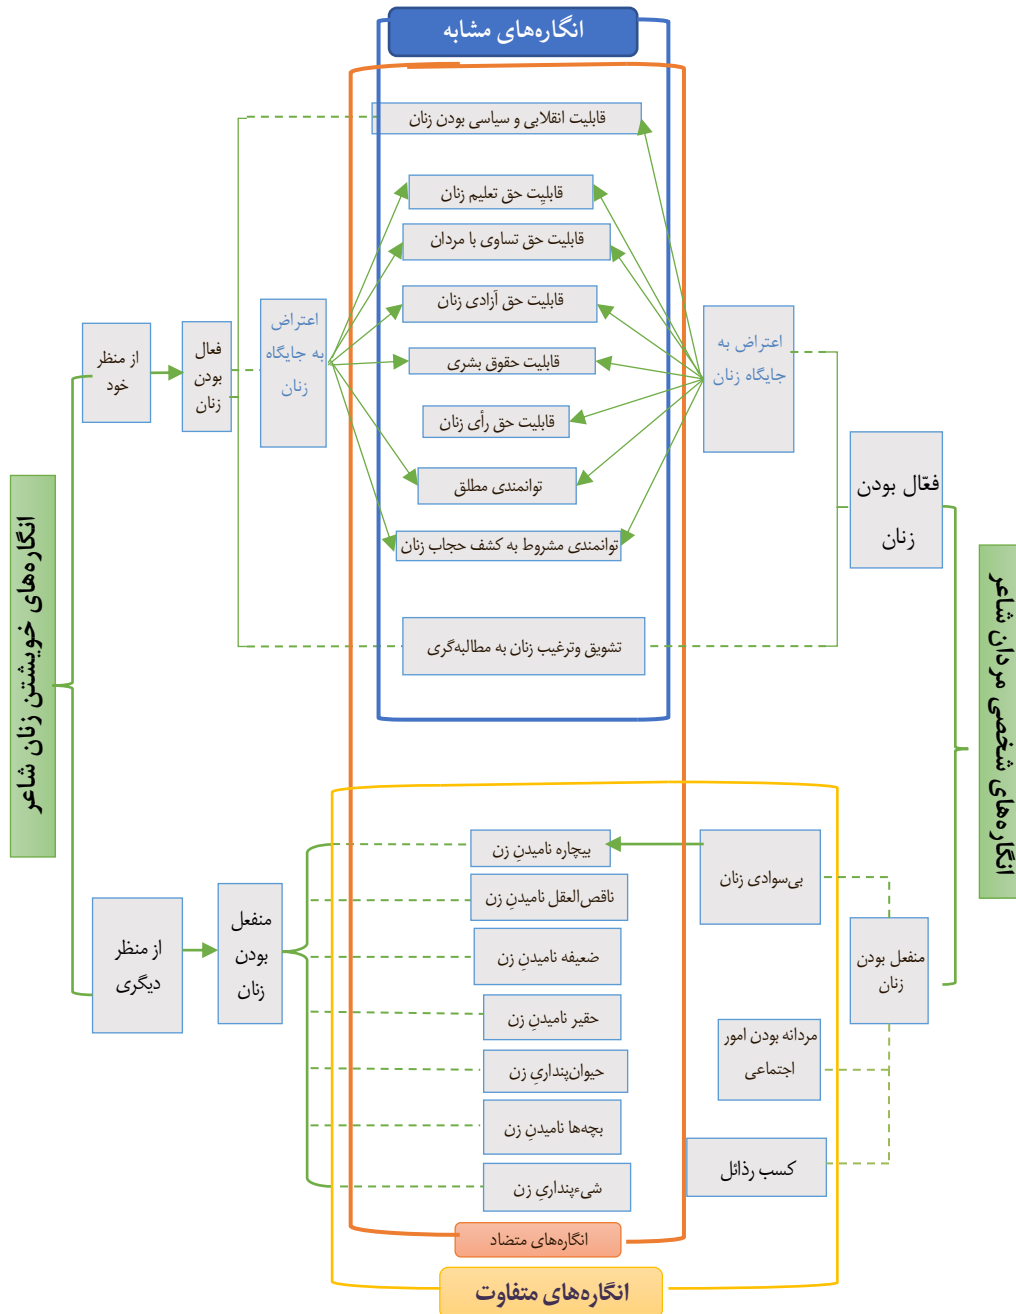 انگاره‌های مشابه
قابلیت انقلابی و سیاسی بودن زنان
قابلیِت حق تعلیم زنان
قابلیت حق تساوی با مردان
قابلیت حق آزادی زنان
قابلیت حقوق بشری
قابلیت حق رأی زنان
توانمندی مطلق
توانمندی مشروط به کشف حجاب زنان
تشویق وترغیب زنان به مطالبه‌گری
اعتراض به
جایگاه زنان
فعّال بودن
زنان
انگاره‌های شخصی مردان شاعر
اعتراض
به جایگاه
زنان
فعال
بودن
زنان
از منظر
خود
انگاره‌های خویشتن زنان شاعر
از منظر
دیگری
منفعل
بودن
زنان
بیچاره نامیدنِ زن
ناقص‌العقل نامیدنِ زن
ضعیفه نامیدنِ زن
حقیر نامیدنِ زن
حیوان‌پنداریِ زن
بچه‌ها نامیدنِ زن
شیء‌پنداریِ زن
بی‌سوادی زنان
منفعل بودن
زنان
مردانه بودن امور
اجتماعی
کسب رذائل
انگاره‌های متضاد
انگاره‌های متفاوت